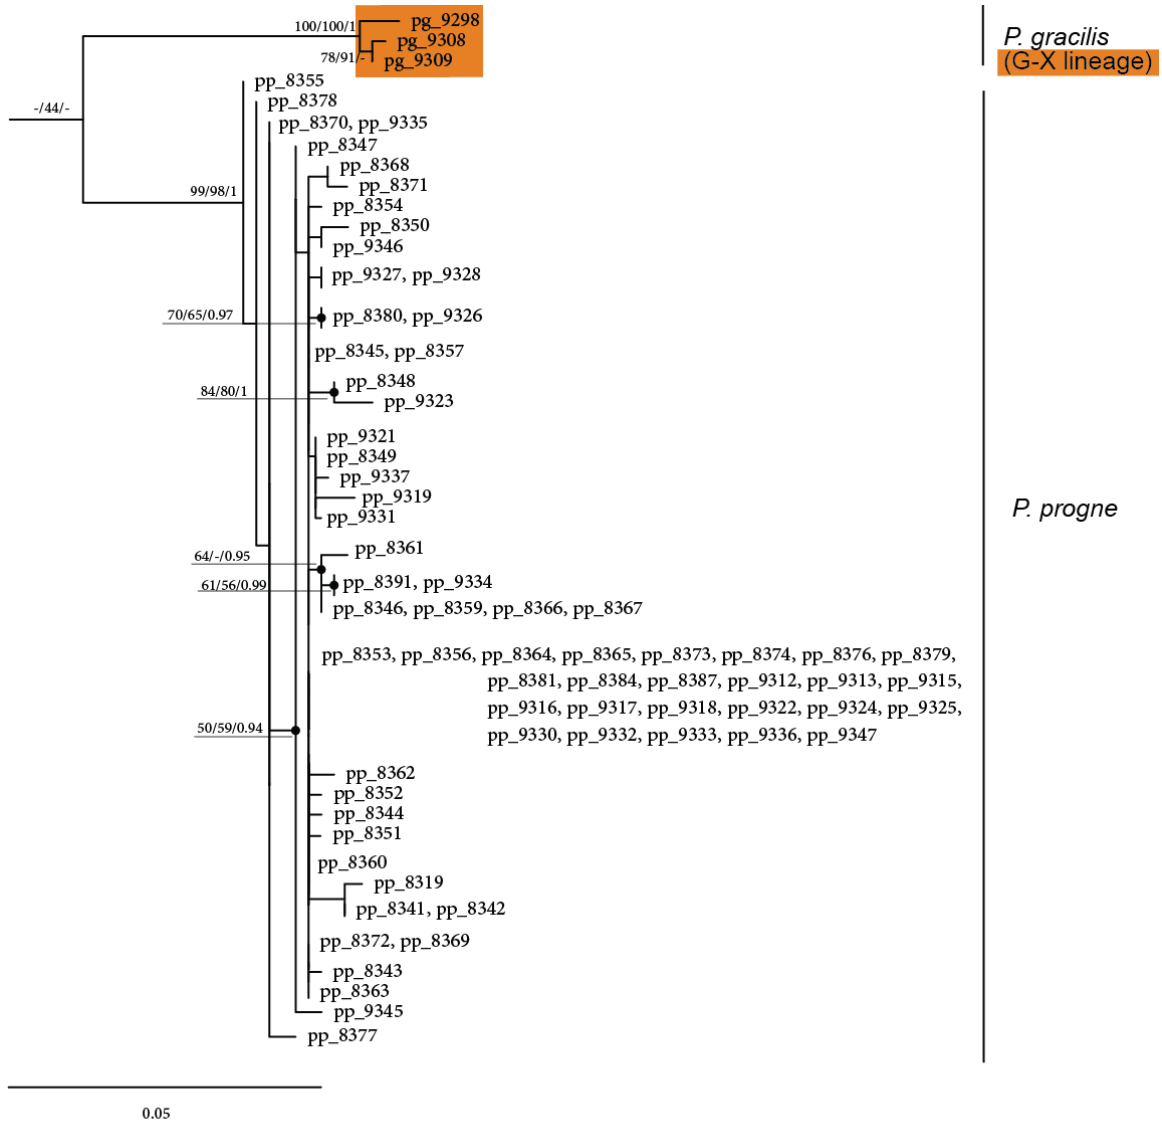 100/100/1
pg_9298
pg_9308
78/91/-
pg_9309
P. gracilis
(G-X lineage)
pp_8355
-/44/-
pp_8378
pp_8370, pp_9335
pp_8347
pp_8368
99/98/1
pp_8371
pp_8354
pp_8350
pp_9346
pp_9327, pp_9328
70/65/0.97
pp_8380, pp_9326
pp_8345, pp_8357
84/80/1
pp_8348
pp_9323
pp_9321
pp_8349
pp_9337
pp_9319
pp_9331
P. progne
64/-/0.95
pp_8361
61/56/0.99
pp_8391, pp_9334
pp_8346, pp_8359, pp_8366, pp_8367
pp_8353, pp_8356, pp_8364, pp_8365, pp_8373, pp_8374, pp_8376, pp_8379,
pp_8381, pp_8384, pp_8387, pp_9312, pp_9313, pp_9315,
pp_9316, pp_9317, pp_9318, pp_9322, pp_9324, pp_9325,
pp_9330, pp_9332, pp_9333, pp_9336, pp_9347
50/59/0.94
pp_8362
pp_8352
pp_8344
pp_8351
pp_8360
pp_8319
pp_8341, pp_8342
pp_8372, pp_8369
pp_8343
pp_8363
pp_9345
pp_8377
0.05